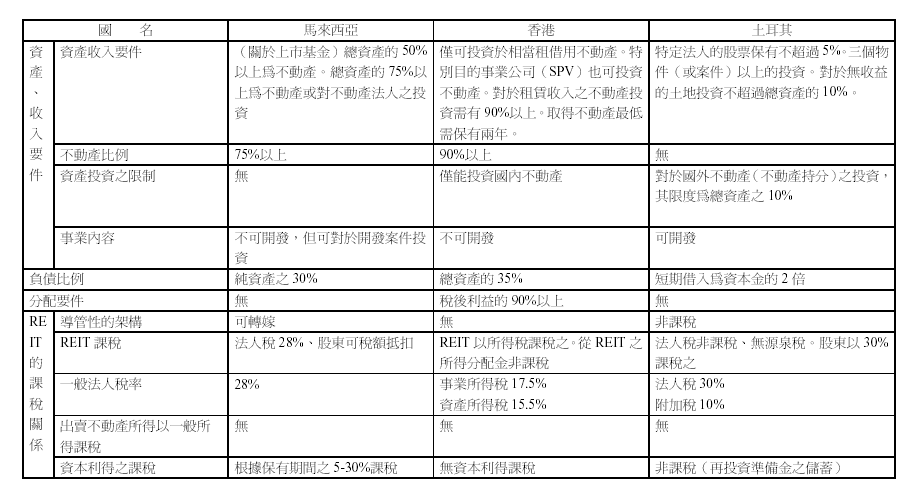 國　　名　馬來西亞　香港　土耳其
資產、收入要件
資產收入要件
（關於上市基金）總資產的 50%
以上為不動產。總資產的 75%以
上為不動產或對不動產法人之投
資
僅可投資於相當租借用不動產。特
別目的事業公司（SPV）也可投資
不動產。對於租賃收入之不動產投
資需有 90%以上。取得不動產最低
需保有兩年。
特定法人的股票保有不超過 5%。三個物
件（或案件）以上的投資。對於無收益
的土地投資不超過總資產的 10%。
不動產比例　75%以上　90%以上　無
資產投資之限制　無　僅能投資國內不動產
對於國外不動產（不動產持分）之投資，
其限度為總資產之 10%
事業內容
不可開發，但可對於開發案件投
資
不可開發　可開發
負債比例　純資產之 30%　總資產的 35%　短期借入為資本金的 2 倍
分配要件　無　稅後利益的 90%以上　無
REIT 的課稅關係
導管性的架構　可轉嫁　無　非課稅
REIT 課稅　法人稅 28%、股東可稅額抵扣
REIT 以所得稅課稅之。從 REIT 之
所得分配金非課稅
法人稅非課稅、無源泉稅。股東以 30%
課稅之
一般法人稅率　28%
事業所得稅 17.5%
資產所得稅 15.5%
法人稅 30%
附加稅 10%
出賣不動產所得以一般所
得課稅
無　無　無
資本利得之課稅　根據保有期間之 5-30%課稅　無資本利得課稅　非課稅（再投資準備金之儲蓄）